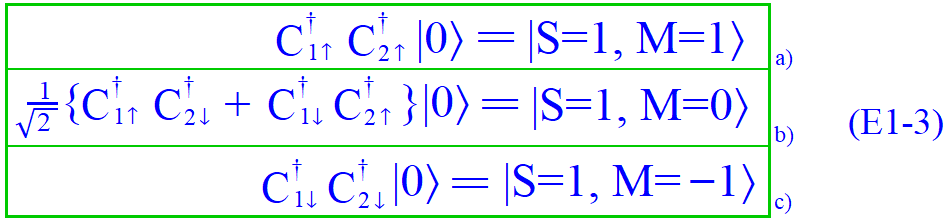 C†1↑ C†2↑ |0⟩ = |S=1, M=1⟩ a)
1/√2 {C†1↑ C†2↓ + C†1↓ C†2↑ }|0⟩ = |S=1, M=0⟩ b) (E1-3)
C†1↓ C†2↓ |0⟩ = |S=1, M=−1⟩ c)